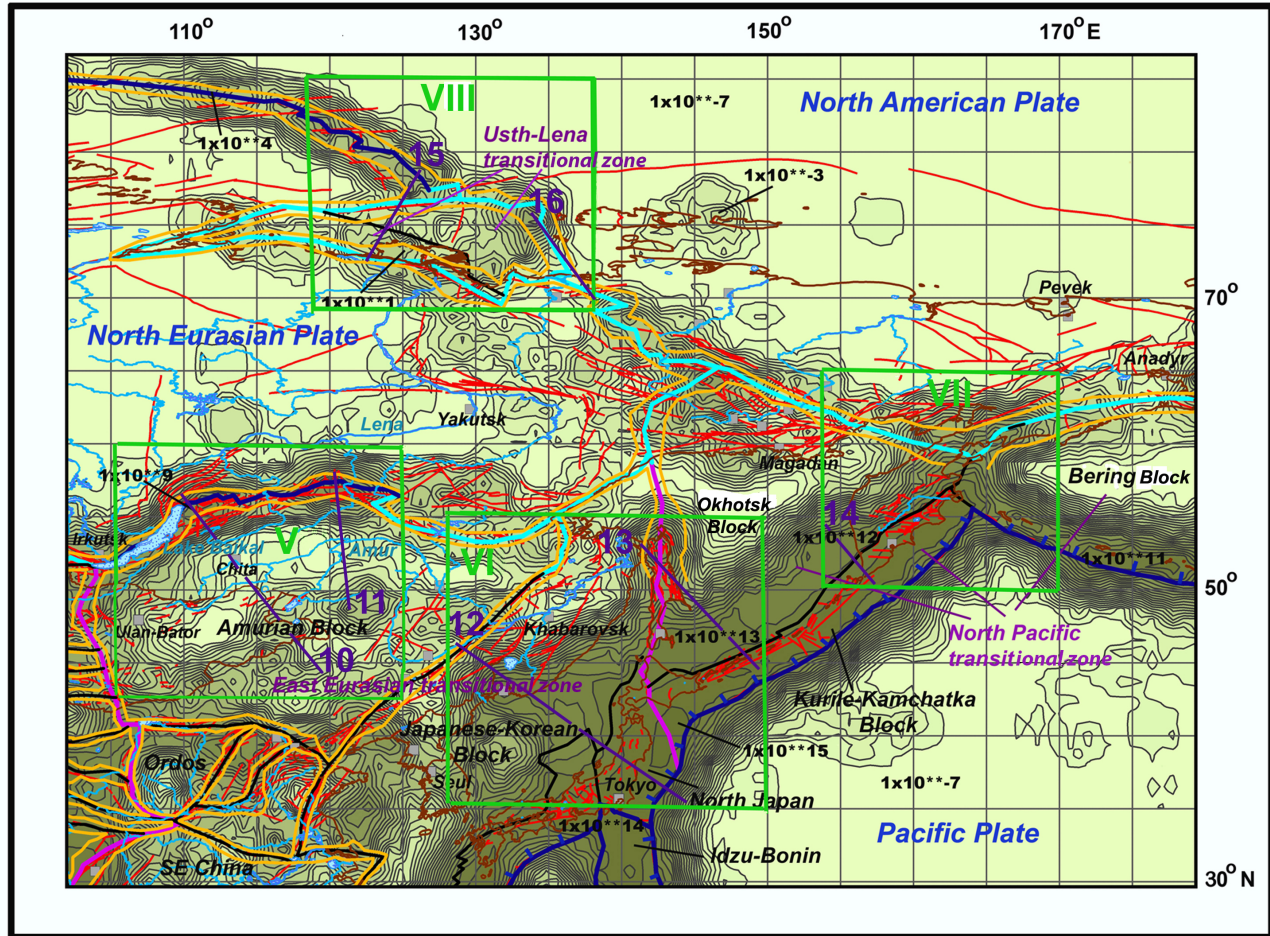 110° 130° 150° 170° E
VIII
1x10**-7
North American Plate
1x10**4
Usth-Lena
transitional zone
15
1x10**-3
16
1x10**1
Pevek
70°
North Eurasian Plate
Anadyr
VII
Yakutsk
Lena
Magadan
1x10**9
Bering Block
Okhotsk
Block
14
Irkutsk
Lake Baikal
V
Amur
VI
13
1x10**12
1x10**11
Chita
50°
11
Ulan-Bator
Amurian Block
12
Khabarovsk
1x10**13
North Pacific
transitional zone
10
East Eurasian transitional zone
Kurile-Kamchatka
Block
Japanese-Korean
Block
1x10**15
Ordos
Seul
Tokyo
North Japan
1x10**-7
1x10**14
Pacific Plate
Idzu-Bonin
SE China
30° N